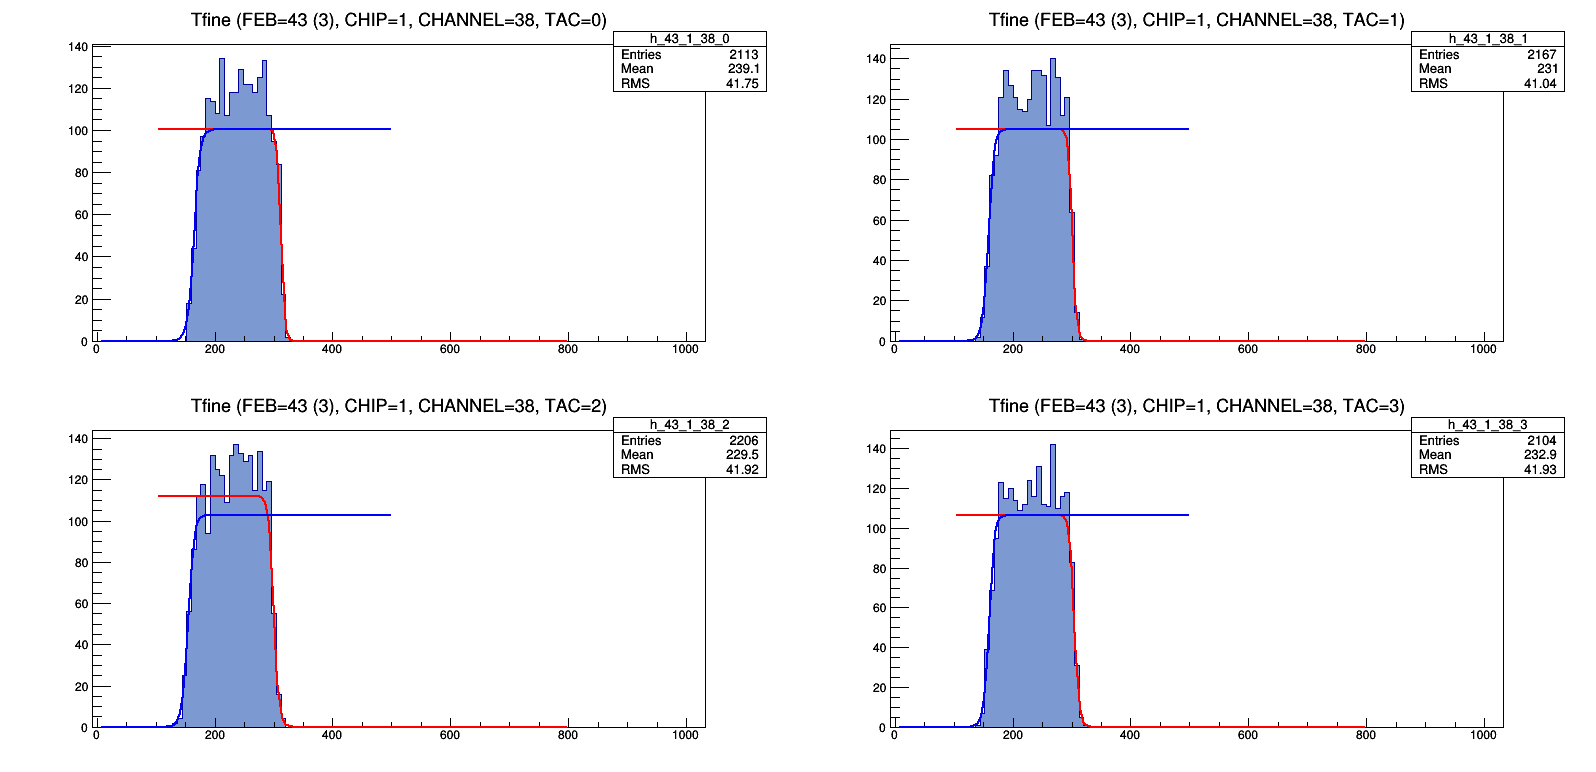 Tfine (FEB=43 (3), CHIP=1, CHANNEL=38, TAC=0)
h_43_1_38_0
Entries 2113
Mean 239.1
RMS 41.75
140
120
100
80
60
40
20
0
0 200 400 600 800 1000
Tfine (FEB=43 (3), CHIP=1, CHANNEL=38, TAC=1)
h_43_1_38_1
Entries 2167
Mean 231
RMS 41.04
140
120
100
80
60
40
20
0
0 200 400 600 800 1000
Tfine (FEB=43 (3), CHIP=1, CHANNEL=38, TAC=2)
h_43_1_38_2
Entries 2206
Mean 229.5
RMS 41.92
140
120
100
80
60
40
20
0
0 200 400 600 800 1000
Tfine (FEB=43 (3), CHIP=1, CHANNEL=38, TAC=3)
h_43_1_38_3
Entries 2104
Mean 232.9
RMS 41.93
140
120
100
80
60
40
20
0
0 200 400 600 800 1000